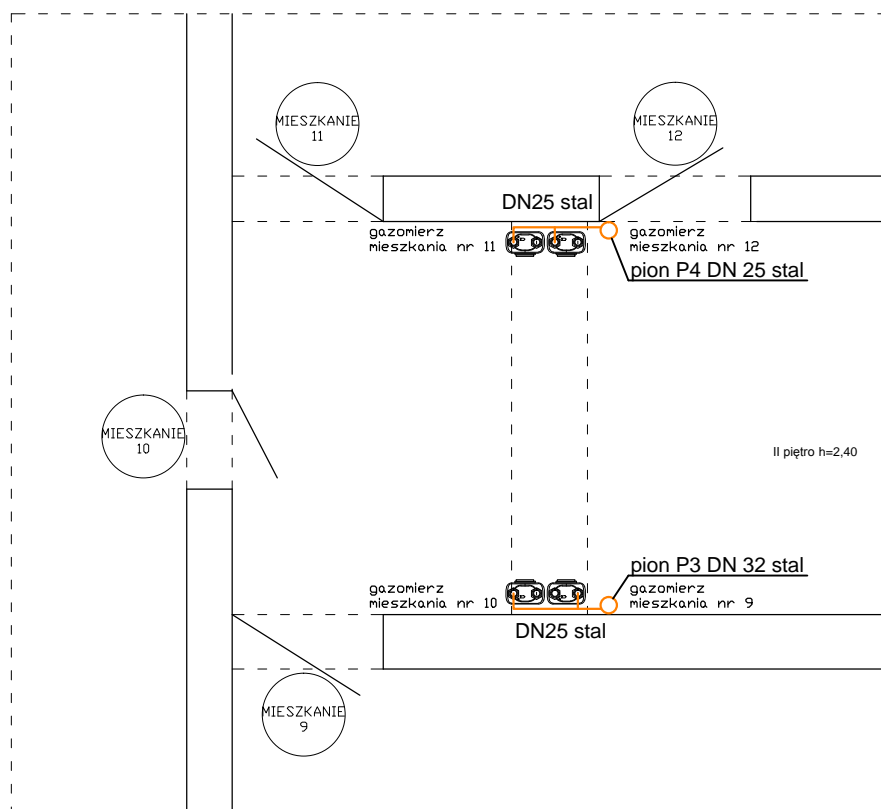 MIESZKANIE
11
MIESZKANIE
12
DN25 stal
gazomierz
mieszkania nr 11
gazomierz
mieszkania nr 12
pion P4 DN 25 stal
MIESZKANIE
10
II piętro h=2,40
pion P3 DN 32 stal
gazomierz
mieszkania nr 10
gazomierz
mieszkania nr 9
DN25 stal
MIESZKANIE
9